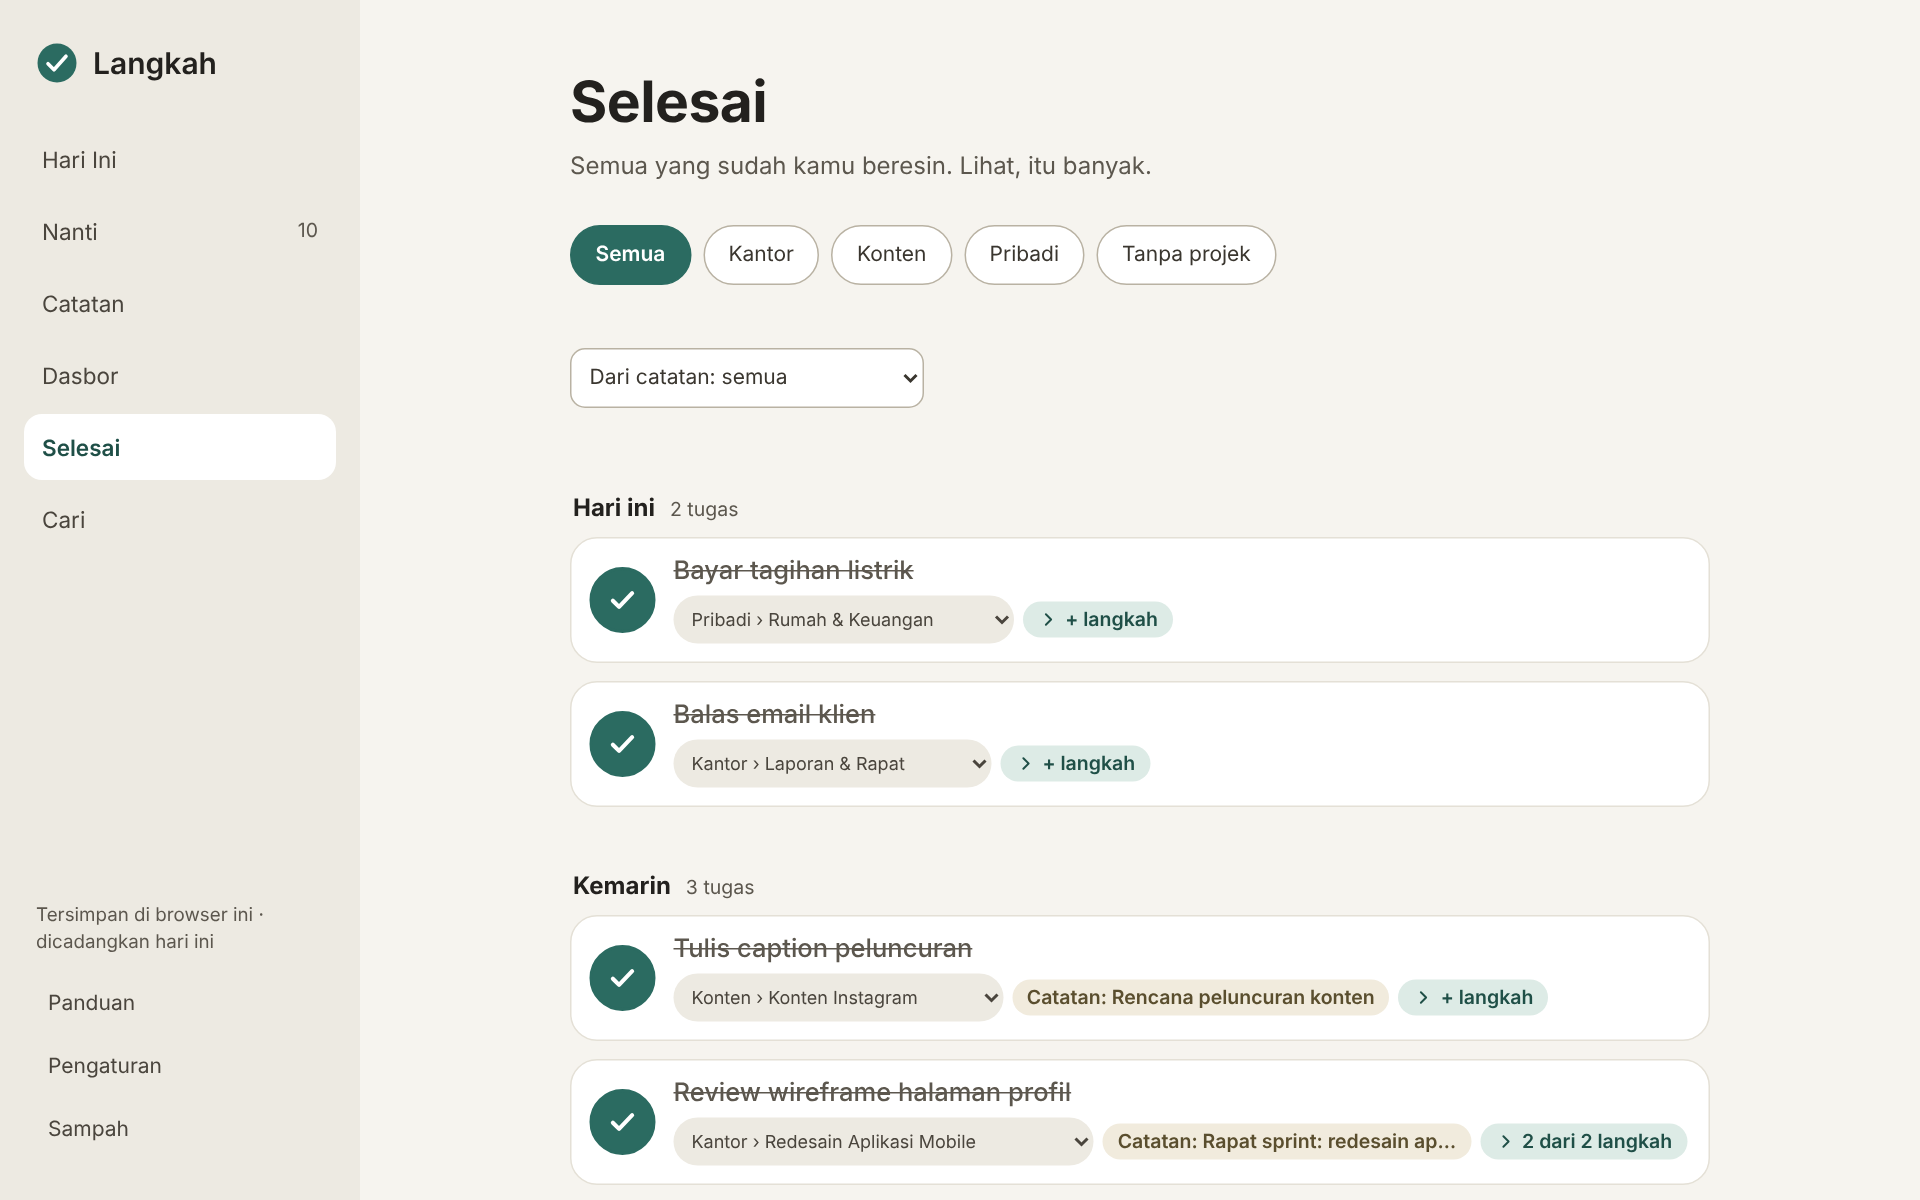 Langkah
Hari Ini
Nanti 10
Catatan
Dasbor
Selesai
Cari
Tersimpan di browser ini ·
dicadangkan hari ini
Panduan
Pengaturan
Sampah
Selesai
Semua yang sudah kamu beresin. Lihat, itu banyak.
Semua Kantor Konten Pribadi Tanpa projek
Dari catatan: semua
Hari ini 2 tugas
Bayar tagihan listrik
Pribadi › Rumah & Keuangan > + langkah
Balas email klien
Kantor › Laporan & Rapat > + langkah
Kemarin 3 tugas
Tulis caption peluncuran
Konten › Konten Instagram Catatan: Rencana peluncuran konten > + langkah
Review wireframe halaman profil
Kantor › Redesain Aplikasi Mobile Catatan: Rapat sprint: redesain ap... > 2 dari 2 langkah